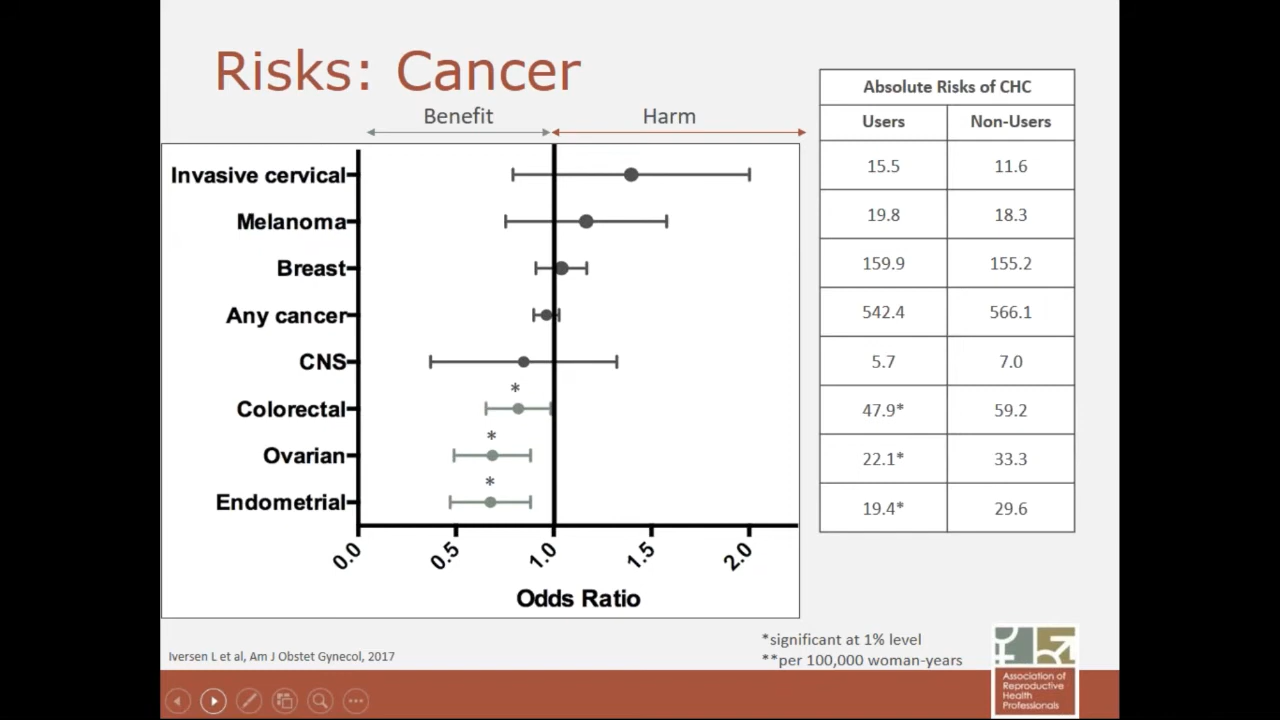 Risks: Cancer
Benefit
Harm
Invasive cervical
Melanoma
Breast
Any cancer
CNS
Colorectal
*
Ovarian
*
Endometrial
*
0.0
0.5
1.0
1.5
2.0
Odds Ratio
Absolute Risks of CHC
Users Non-Users
15.5 11.6
19.8 18.3
159.9 155.2
542.4 566.1
5.7 7.0
47.9* 59.2
22.1* 33.3
19.4* 29.6
*significant at 1% level
**per 100,000 woman-years
Iversen L et al, Am J Obstet Gynecol, 2017
Association of
Reproductive
Health
Professionals